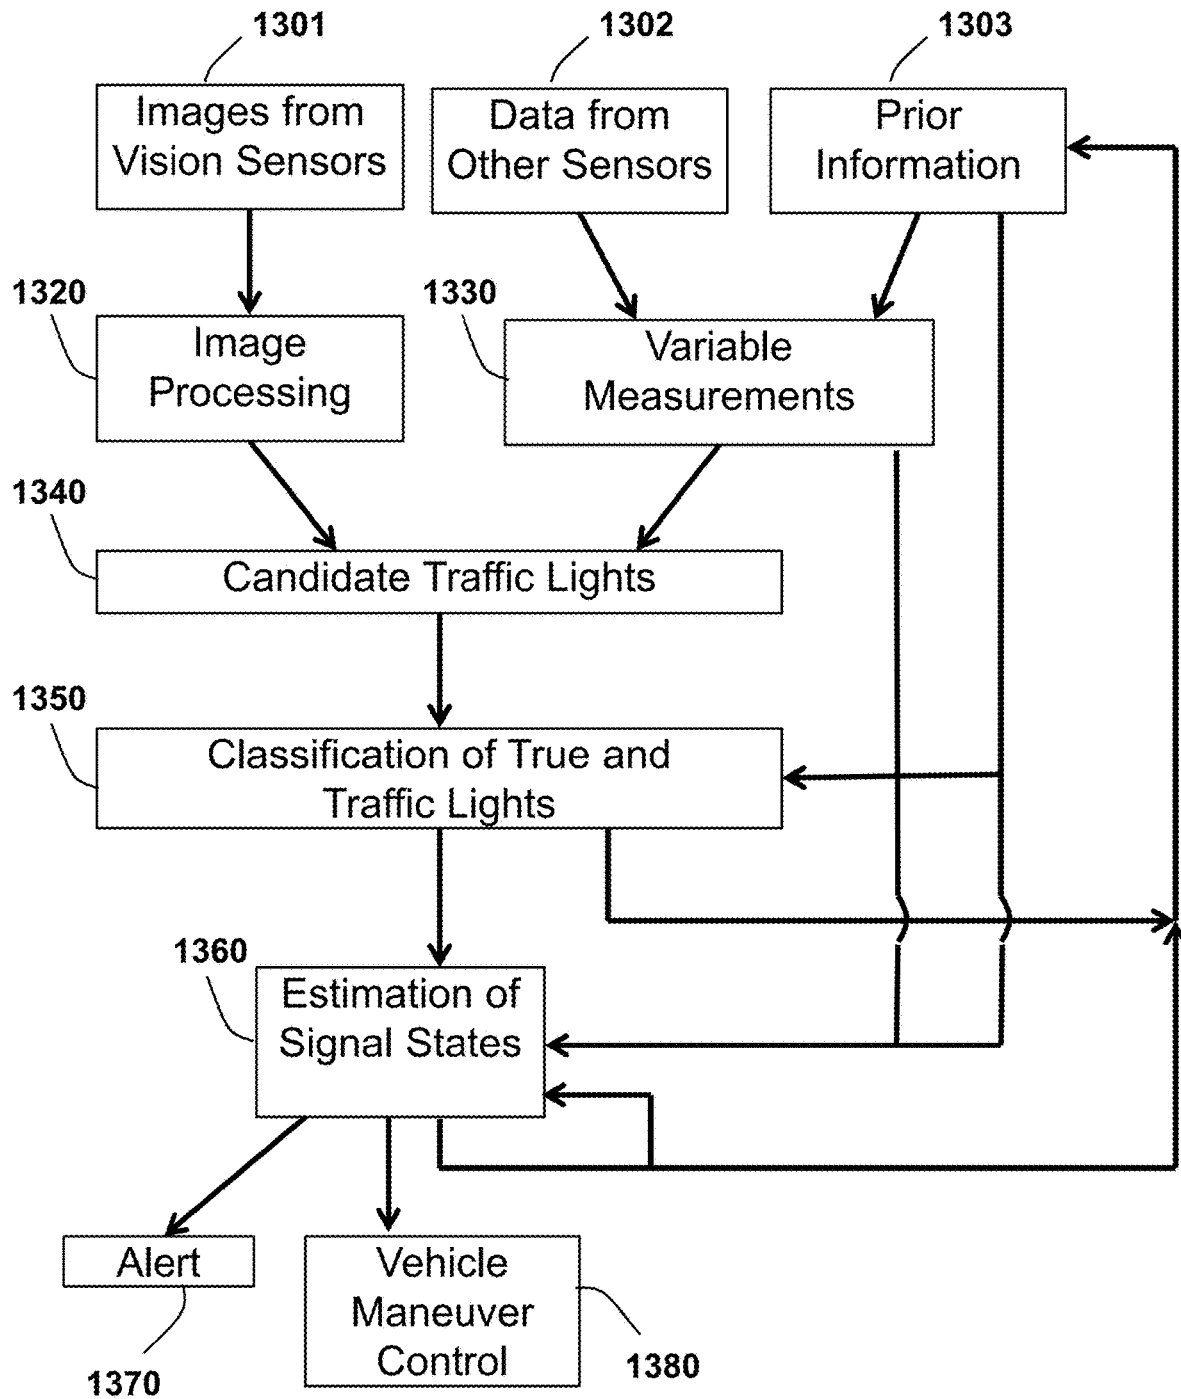 1301
1302
1303
Images from
Vision Sensors
Data from
Other Sensors
Prior
Information
1320
1330
Image
Processing
Variable
Measurements
1340
Candidate Traffic Lights
1350
Classification of True and
Traffic Lights
1360
Estimation of
Signal States
Alert
Vehicle
Maneuver
Control
1370
1380